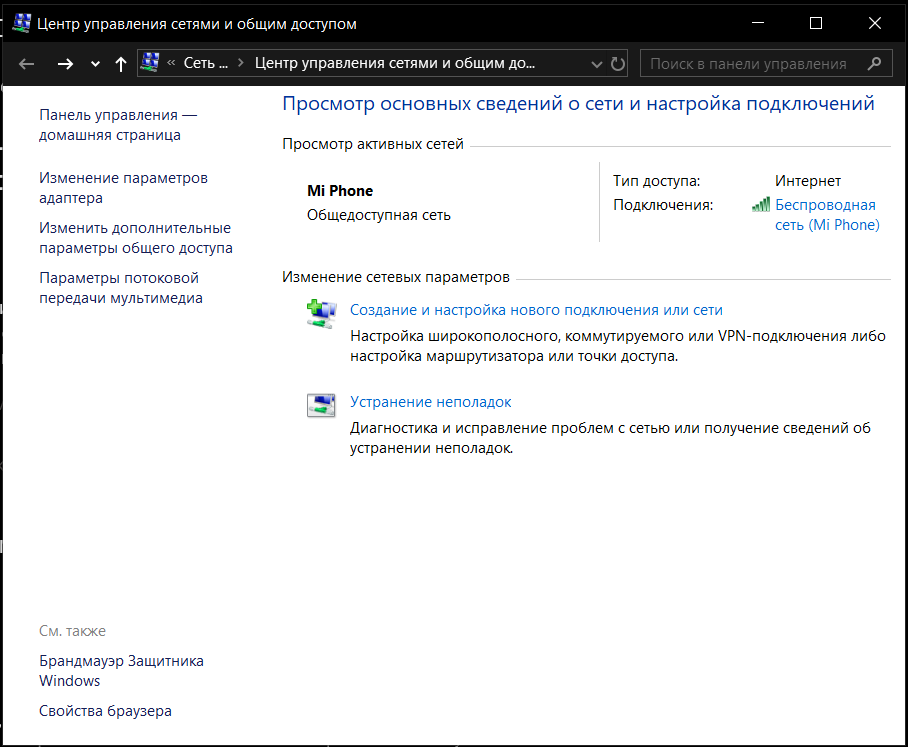 Центр управления сетями и общим доступом
« Сеть ... > Центр управления сетями и общим до...
Поиск в панели управления
Панель управления —
домашняя страница
Изменение параметров
адаптера
Изменить дополнительные
параметры общего доступа
Параметры потоковой
передачи мультимедиа
Просмотр основных сведений о сети и настройка подключений
Просмотр активных сетей
Mi Phone
Общедоступная сеть
Тип доступа: Интернет
Подключения: Беспроводная
сеть (Mi Phone)
Изменение сетевых параметров
Создание и настройка нового подключения или сети
Настройка широкополосного, коммутируемого или VPN-подключения либо
настройка маршрутизатора или точки доступа.
Устранение неполадок
Диагностика и исправление проблем с сетью или получение сведений об
устранении неполадок.
См. также
Брандмауэр Защитника
Windows
Свойства браузера